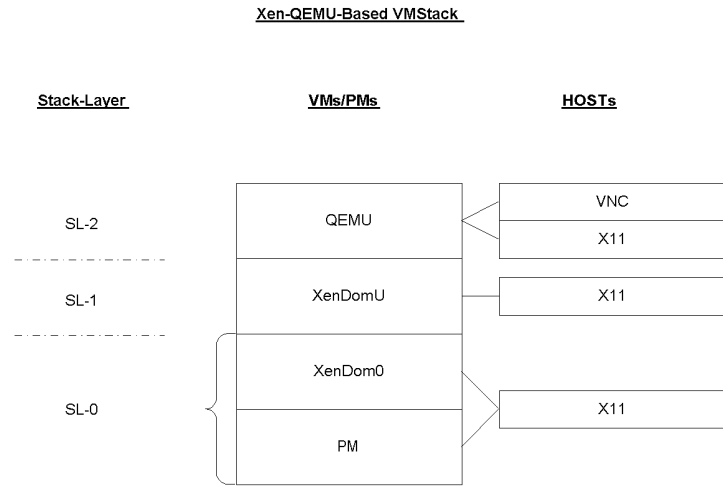 Xen-QEMU-Based VMStack
Stack-Layer VMs/PMs HOSTs
VNC
SL-2 QEMU
X11
SL-1 XenDomU X11
XenDom0
SL-0 X11
PM